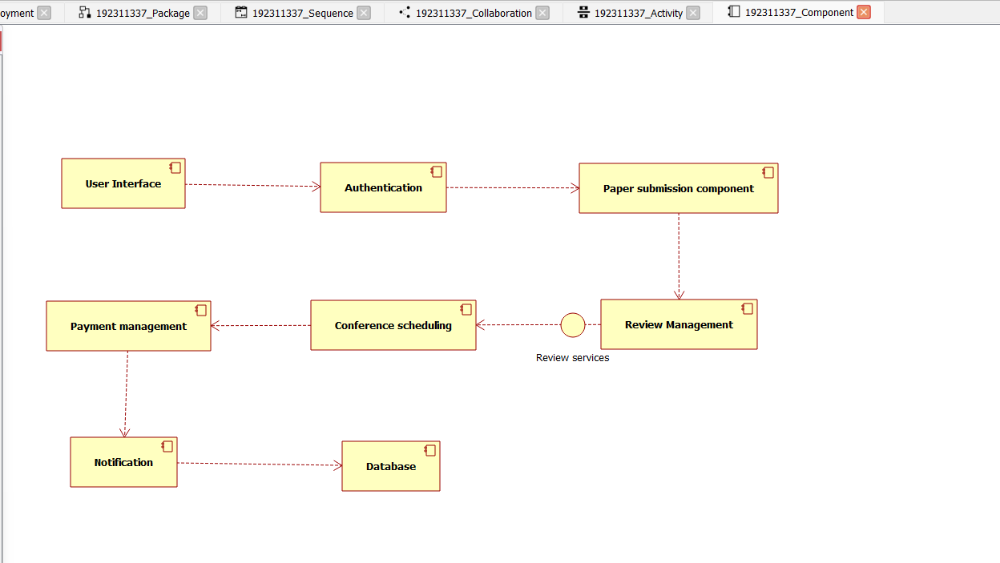 oyment
192311337_Package
192311337_Sequence
192311337_Collaboration
192311337_Activity
192311337_Component
User Interface
Authentication
Paper submission component
Payment management
Conference scheduling
Review Management
Review services
Notification
Database